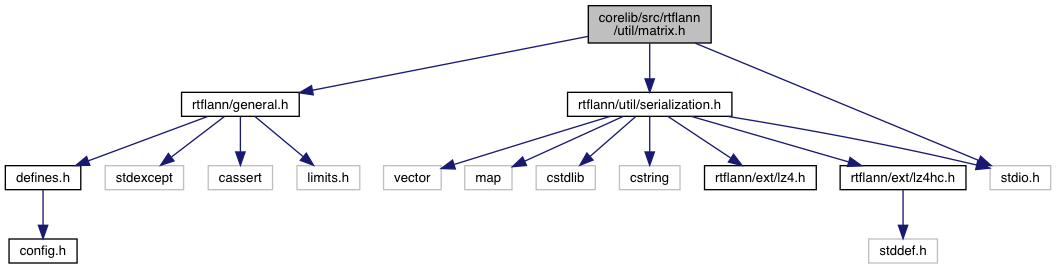 corelib/src/rtflann
/util/matrix.h
rtflann/general.h
rtflann/util/serialization.h
defines.h
stdexcept
cassert
limits.h
vector
map
cstdlib
cstring
rtflann/ext/lz4.h
rtflann/ext/lz4hc.h
stdio.h
config.h
stddef.h